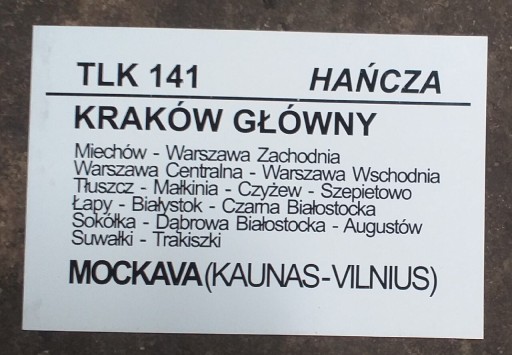 TLK 141 HAŃCZA
KRAKÓW GŁÓWNY
Miechów - Warszawa Zachodnia
Warszawa Centralna - Warszawa Wschodnia
Tłuszcz - Małkinia - Czyżew - Szepietowo
Łapy - Białystok - Czarna Białostocka
Sokółka - Dąbrowa Białostocka - Augustów
Suwałki - Trakiszki
MOCKAVA (KAUNAS-VILNIUS)